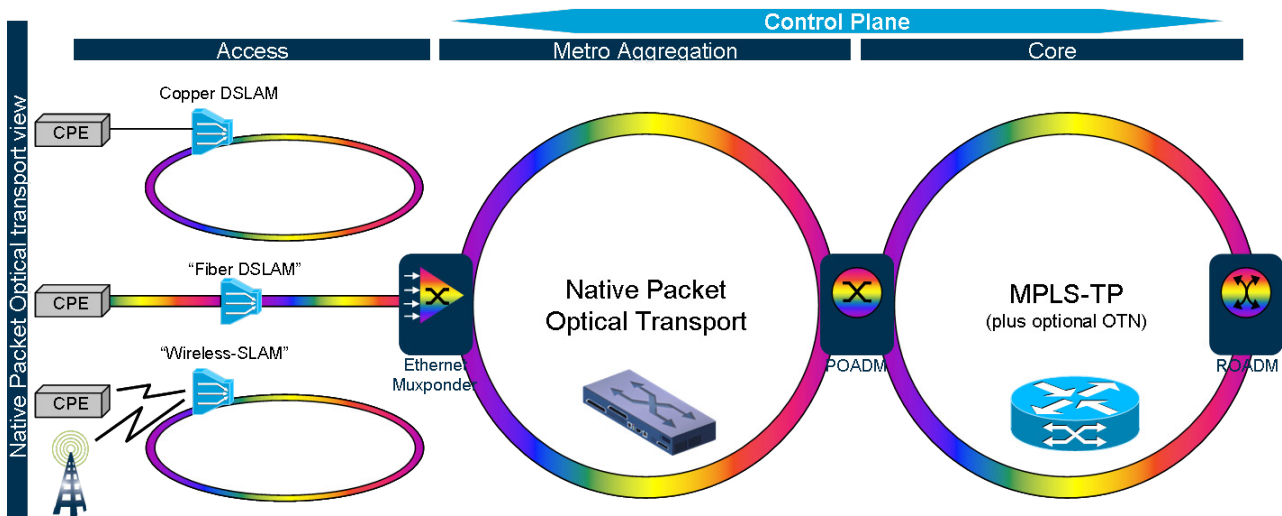 Control Plane
Access
Metro Aggregation
Core
Native Packet Optical transport view
Copper DSLAM
CPE
“Fiber DSLAM”
CPE
“Wireless-SLAM”
CPE
Ethernet
Muxponder
Native Packet
Optical Transport
POADM
MPLS-TP
(plus optional OTN)
ROADM